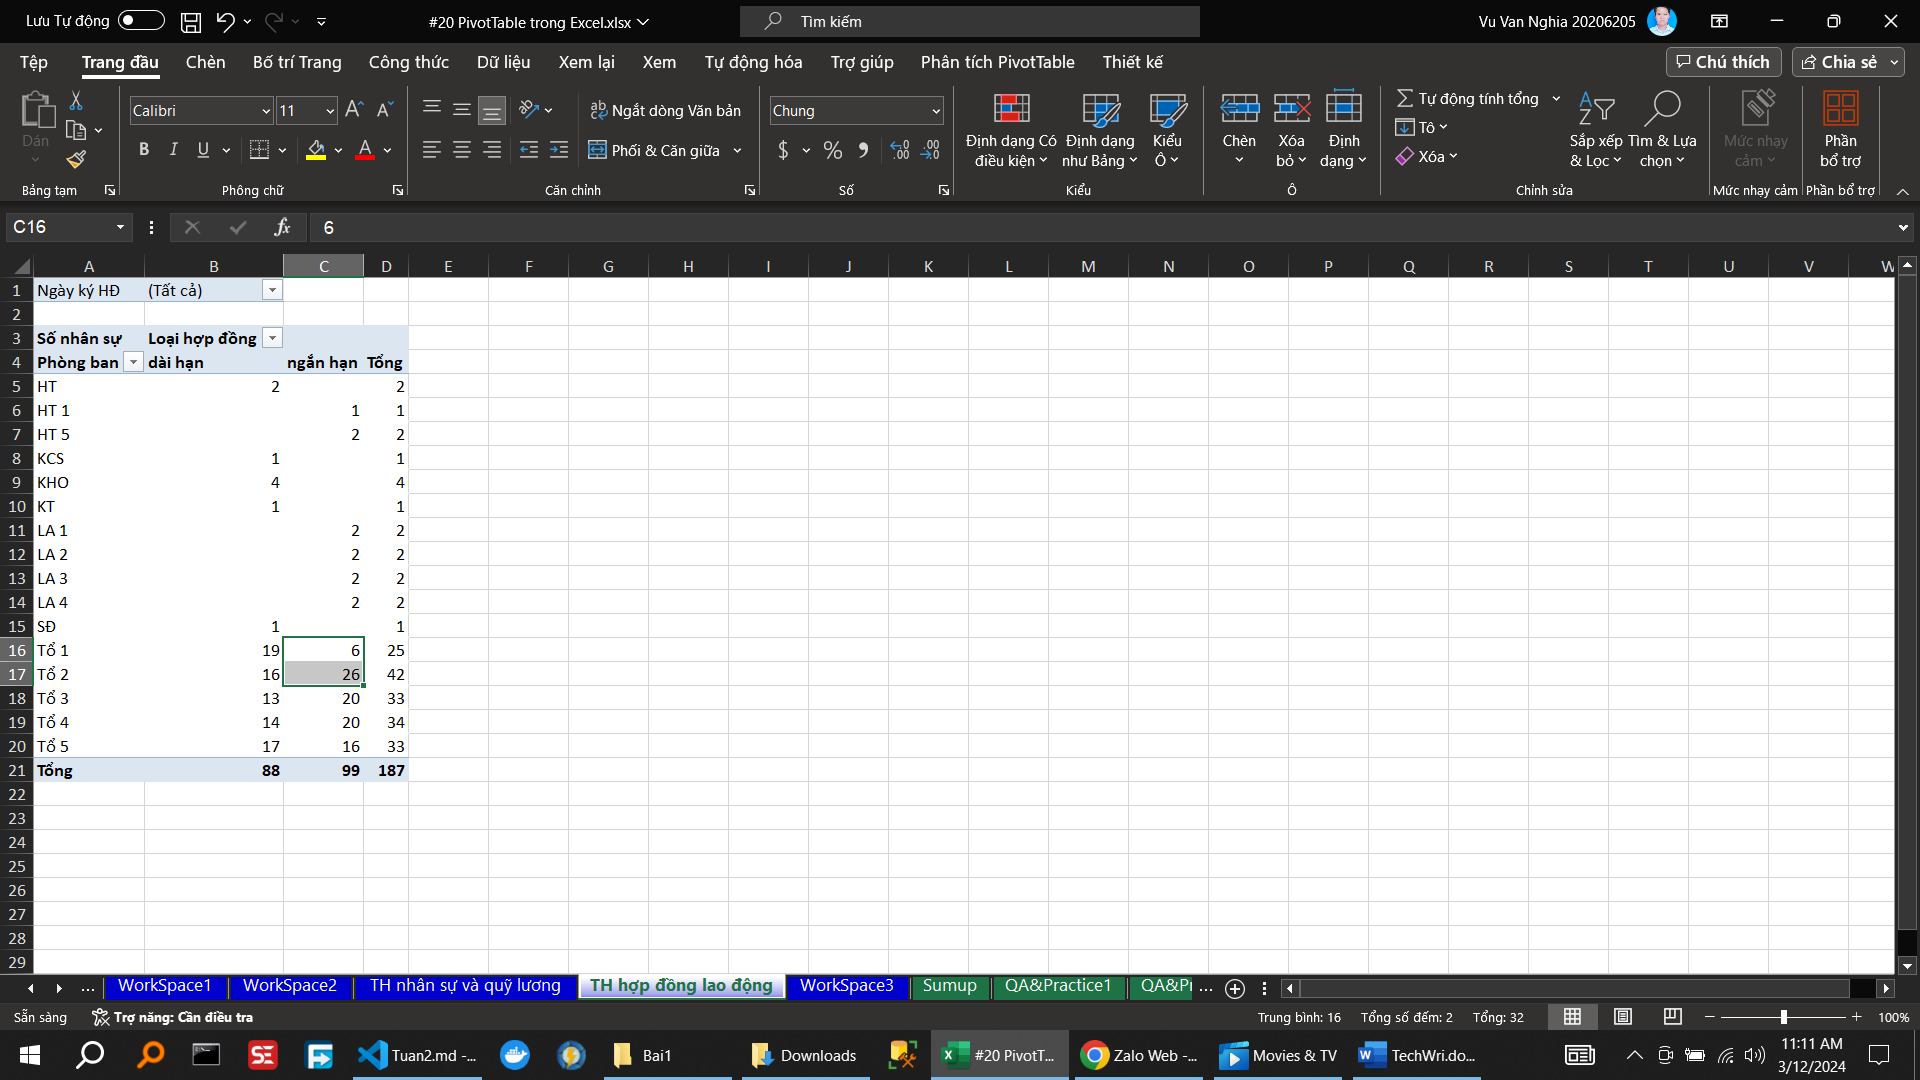 Lưu Tự động
#20 PivotTable trong Excel.xlsx
Tìm kiếm
Vu Van Nghia 20206205
Tệp Trang đầu Chèn Bố trí Trang Công thức Dữ liệu Xem lại Xem Tự động hóa Trợ giúp Phân tích PivotTable Thiết kế
Chú thích Chia sẻ
Dán
Bảng tạm
Calibri 11
B I U
Phông chữ
Ngắt dòng Văn bản
Phối & Căn giữa
Căn chỉnh
Chung
$ % 9
Số
Định dạng Có điều kiện
Định dạng như Bảng
Kiểu Ô
Kiểu
Chèn
Xóa bỏ
Định dạng
Ô
Tự động tính tổng
Tô
Xóa
Sắp xếp & Lọc
Tìm & Lựa chọn
Chỉnh sửa
Mức nhạy cảm
Mức nhạy cảm
Phần bổ trợ
Phần bổ trợ
C16
fx
6
A B C D E F G H I J K L M N O P Q R S T U V W
1 Ngày ký HĐ (Tất cả)
2
3 Số nhân sự Loại hợp đồng
4 Phòng ban dài hạn ngắn hạn Tổng
5 HT 2 2
6 HT 1 1 1
7 HT 5 2 2
8 KCS 1 1
9 KHO 4 4
10 KT 1 1
11 LA 1 2 2
12 LA 2 2 2
13 LA 3 2 2
14 LA 4 2 2
15 SĐ 1 1
16 Tổ 1 19 6 25
17 Tổ 2 16 26 42
18 Tổ 3 13 20 33
19 Tổ 4 14 20 34
20 Tổ 5 17 16 33
21 Tổng 88 99 187
22
23
24
25
26
27
28
29
... WorkSpace1 WorkSpace2 TH nhân sự và quỹ lương TH hợp đồng lao động WorkSpace3 Sumup QA&Practice1 QA&P ...
Sẵn sàng Trợ năng: Cần điều tra
Trung bình: 16 Tổng số đếm: 2 Tổng: 32 100%
Tuan2.md -... Bai1 Downloads #20 PivotT... Zalo Web -... Movies & TV TechWri.do...
11:11 AM
3/12/2024